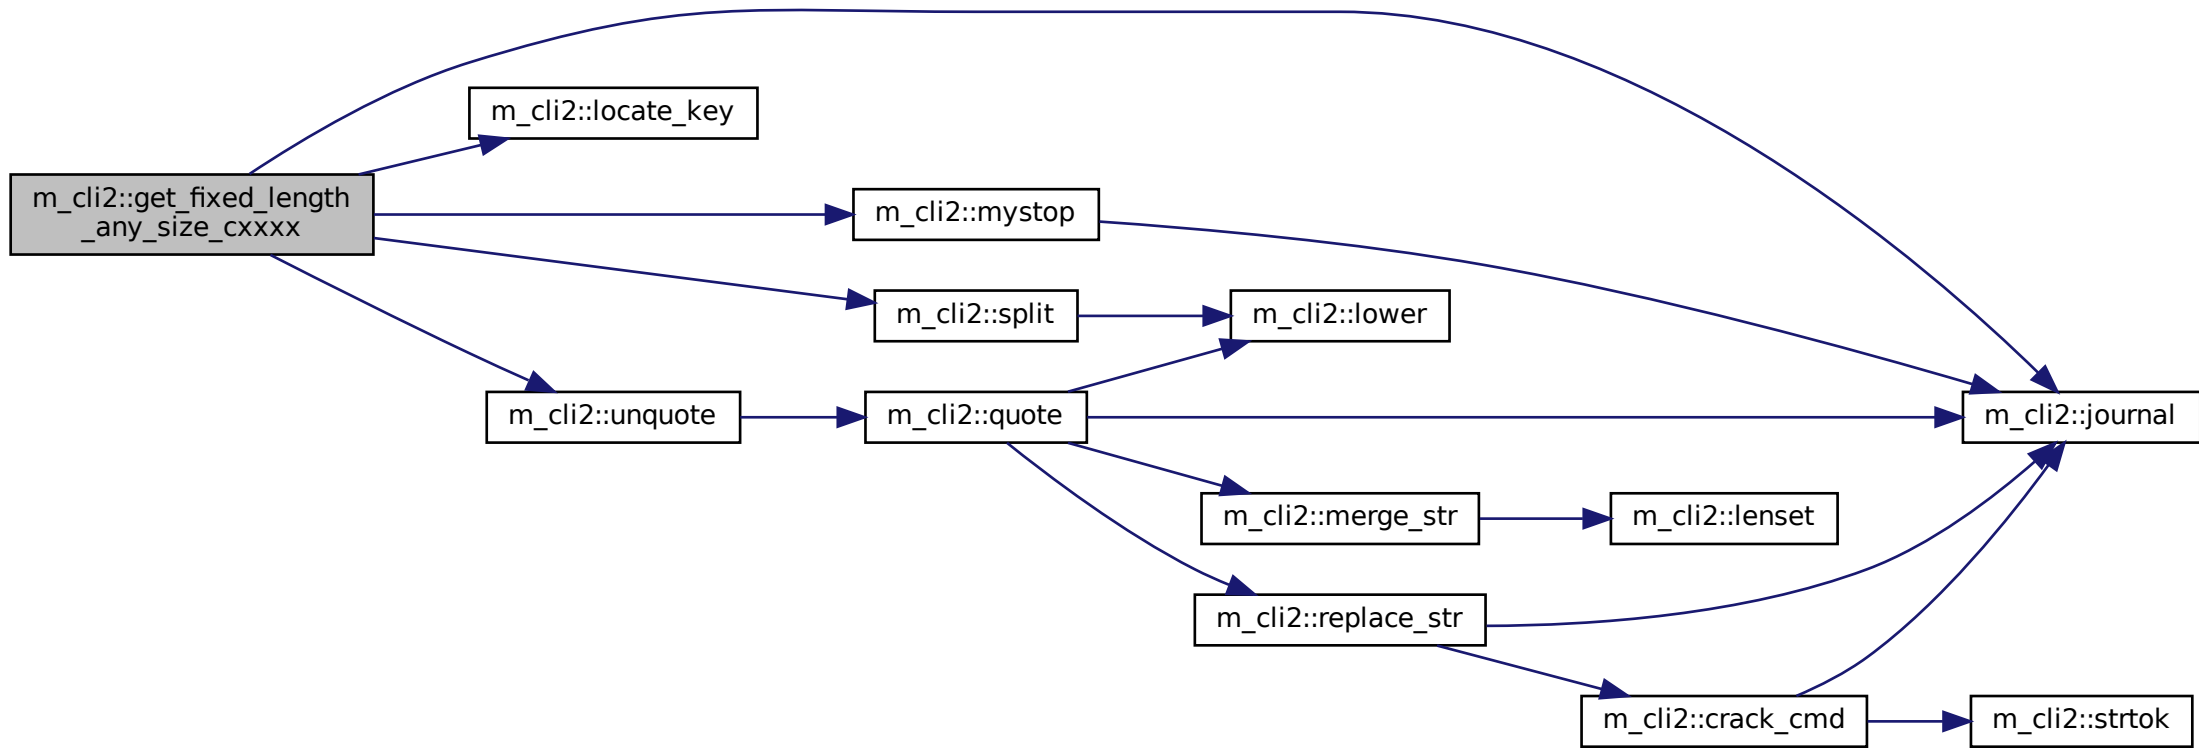 m_cli2::locate_key
m_cli2::get_fixed_length
_any_size_cxxxx
m_cli2::mystop
m_cli2::split
m_cli2::lower
m_cli2::unquote
m_cli2::quote
m_cli2::journal
m_cli2::merge_str
m_cli2::lenset
m_cli2::replace_str
m_cli2::crack_cmd
m_cli2::strtok